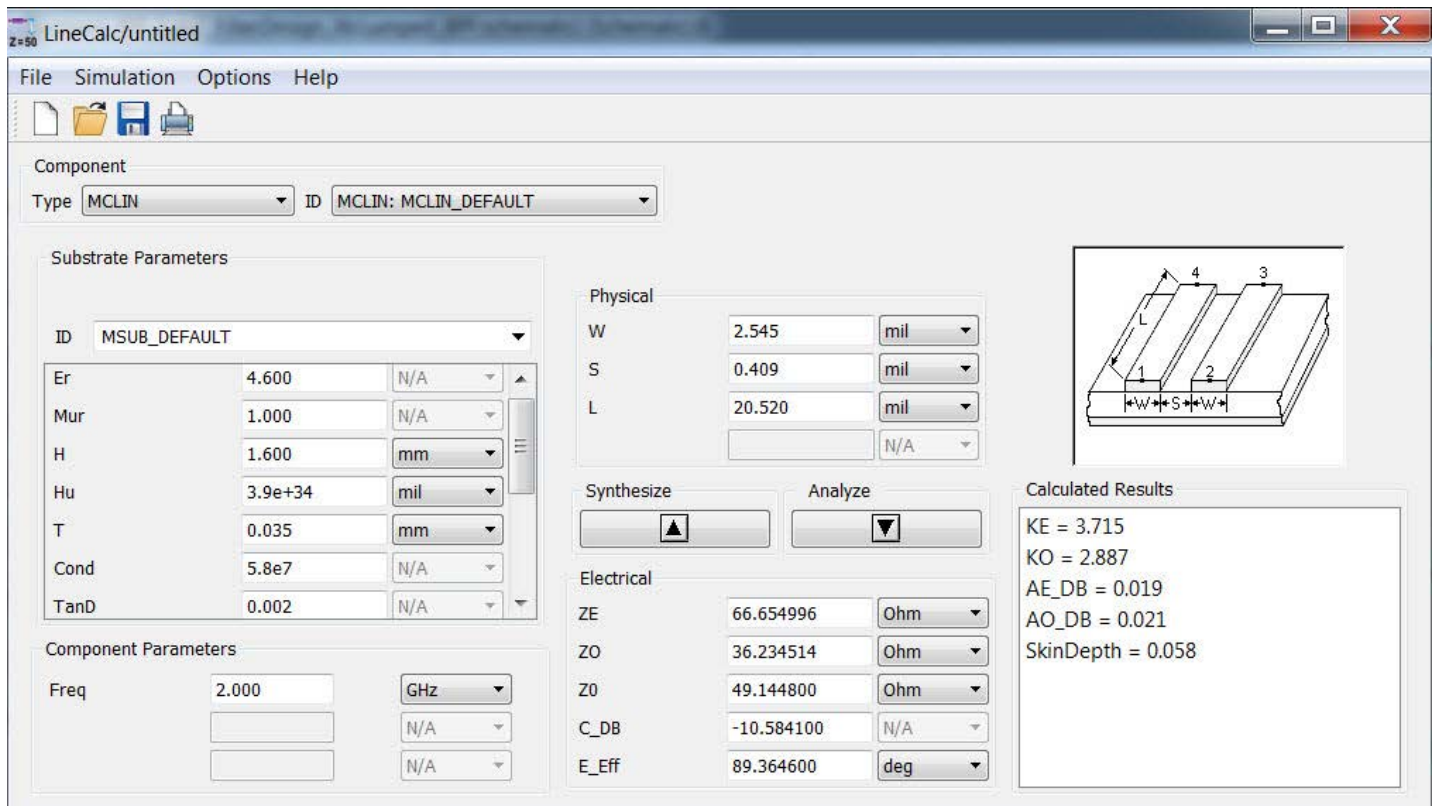 Z=50 LineCalc/untitled
File Simulation Options Help
Component
Type MCLIN ID MCLIN: MCLIN_DEFAULT
Substrate Parameters
ID MSUB_DEFAULT
Er 4.600 N/A
Mur 1.000 N/A
H 1.600 mm
Hu 3.9e+34 mil
T 0.035 mm
Cond 5.8e7 N/A
TanD 0.002 N/A
Component Parameters
Freq 2.000 GHz
N/A
N/A
Physical
W 2.545 mil
S 0.409 mil
L 20.520 mil
N/A
Synthesize Analyze
Electrical
ZE 66.654996 Ohm
ZO 36.234514 Ohm
Z0 49.144800 Ohm
C_DB -10.584100 N/A
E_Eff 89.364600 deg
4 3
L
1 2
W S W
Calculated Results
KE = 3.715
KO = 2.887
AE_DB = 0.019
AO_DB = 0.021
SkinDepth = 0.058